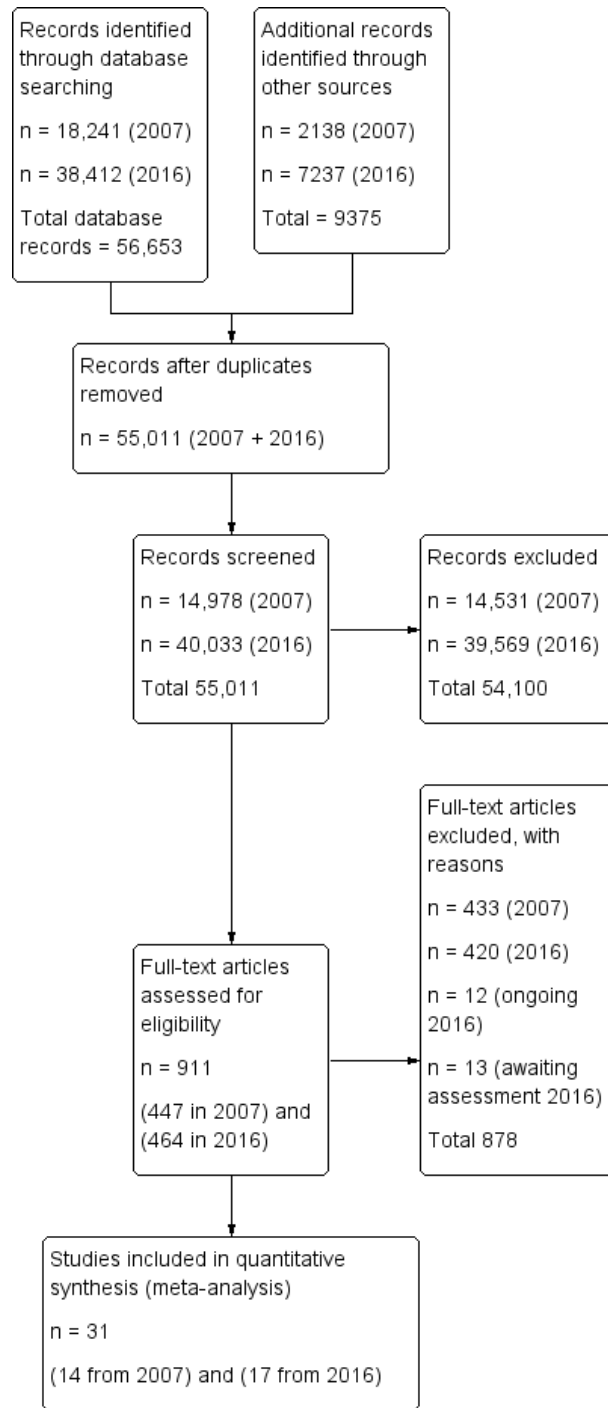 Records identified
through database
searching
n = 18,241 (2007)
n = 38,412 (2016)
Total database
records = 56,653
Additional records
identified through
other sources
n = 2138 (2007)
n = 7237 (2016)
Total = 9375
Records after duplicates
removed
n = 55,011 (2007 + 2016)
Records screened
n = 14,978 (2007)
n = 40,033 (2016)
Total 55,011
Records excluded
n = 14,531 (2007)
n = 39,569 (2016)
Total 54,100
Full-text articles
assessed for
eligibility
n = 911
(447 in 2007) and
(464 in 2016)
Full-text articles
excluded, with
reasons
n = 433 (2007)
n = 420 (2016)
n = 12 (ongoing
2016)
n = 13 (awaiting
assessment 2016)
Total 878
Studies included in quantitative
synthesis (meta-analysis)
n = 31
(14 from 2007) and (17 from 2016)